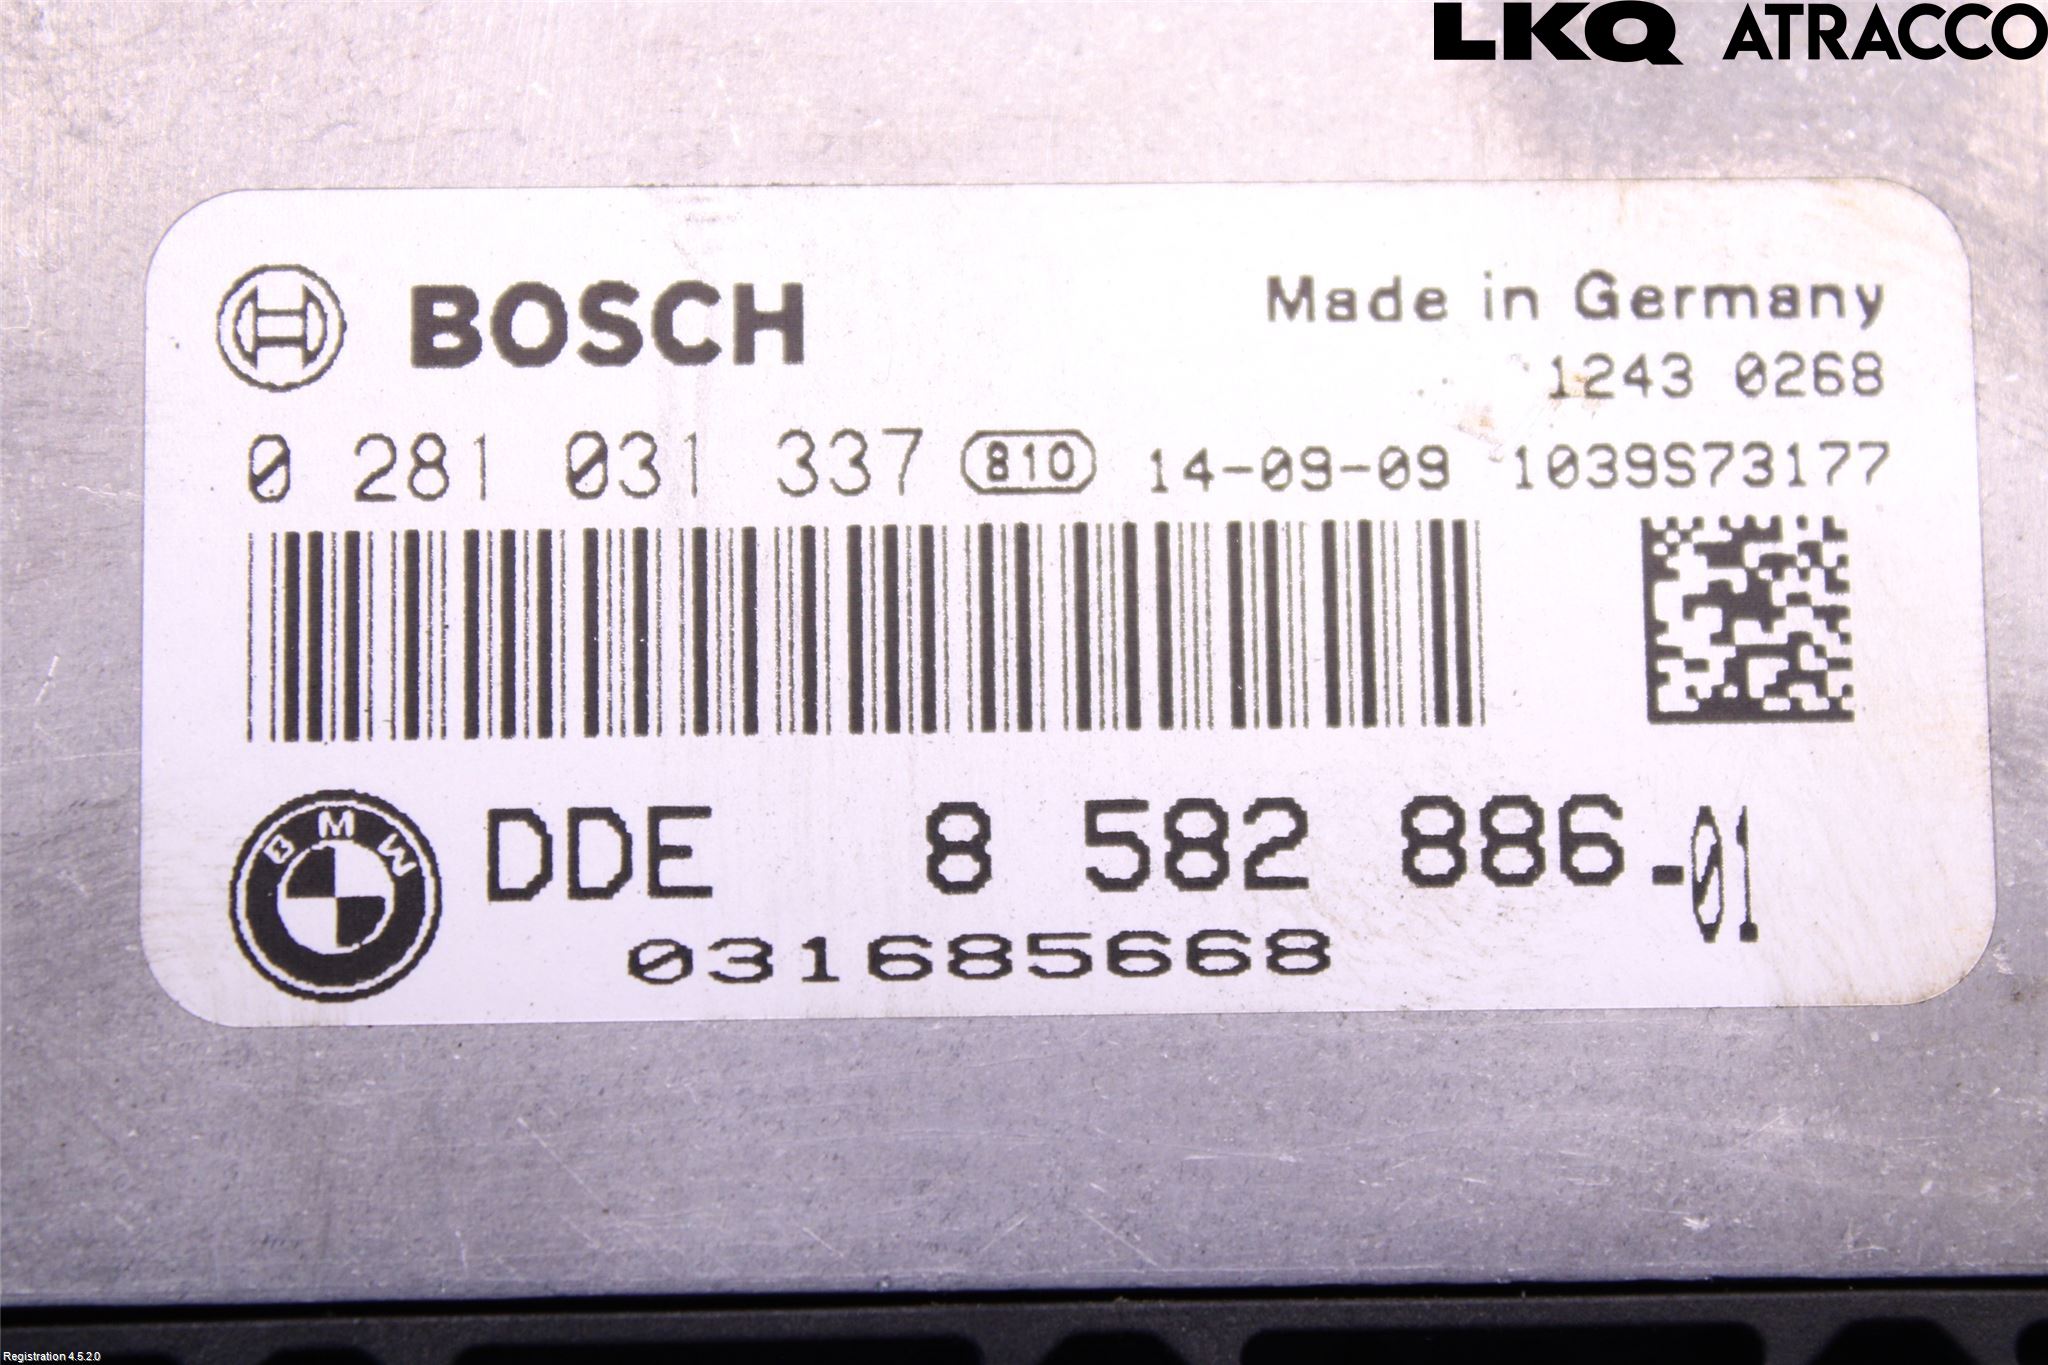 LKQ ATRACCO
BOSCH
Made in Germany
1243 0268
0 281 031 337 810 14-09-09 1039S73177
BMW DDE 8 582 886-01
031685668
Registration 4.5.2.0